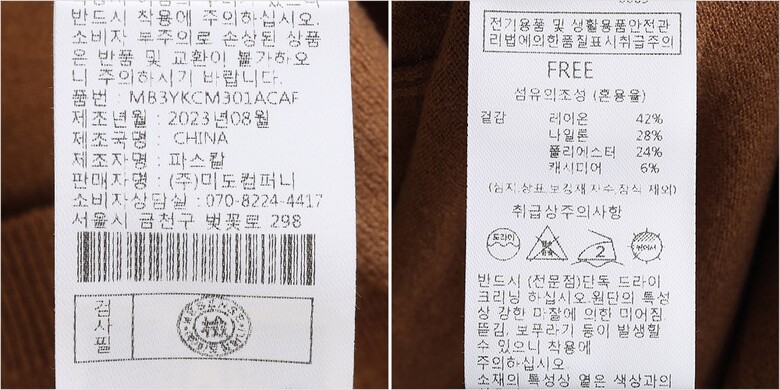 반드시 착용에 주의하십시오.
소비자 부주의로 손상된 상품
은 반품 및 교환이 불가하오
니 주의하시기 바랍니다.
품번 : MB3YKCM301ACAF
제조년월 : 2023년08월
제조국명 : CHINA
제조자명 : 파스칼
판매자명 : (주)미도컴퍼니
소비자상담실 : 070-8224-4417
서울시 금천구 벚꽃로 298
검사필
전기용품 및 생활용품안전관
리법에의한품질표시취급주의
FREE
섬유의조성 (혼용율)
겉감 레이온 42%
나일론 28%
폴리에스터 24%
캐시미어 6%
(심지,상표,보강재,자수,장식 제외)
취급상주의사항
드라이
2
반드시 (전문점)단독 드라이
크리닝 하십시오.원단의 특성
상 강한 마찰에 의한 미어짐,
뜯김, 보푸라기 등이 발생할
수 있으니 착용에
주의하십시오.
소재의 특성상 옅은 색상과의